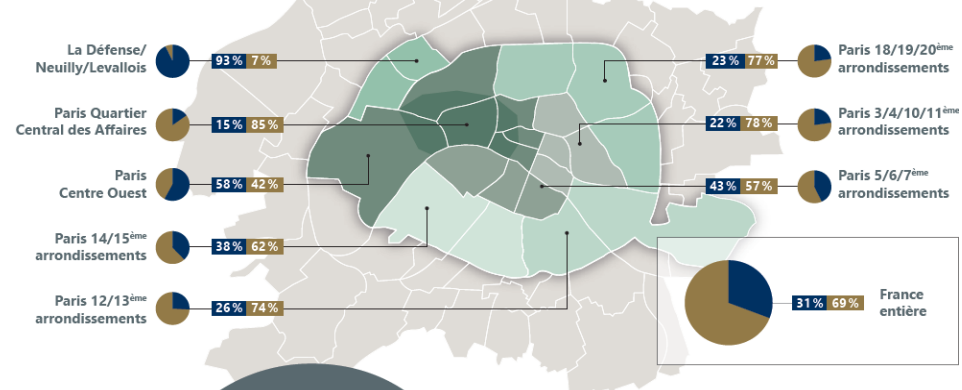 La Défense/
Neuilly/Levallois
93 % 7 %
Paris Quartier
Central des Affaires
15 % 85 %
Paris
Centre Ouest
58 % 42 %
Paris 14/15ème
arrondissements
38 % 62 %
Paris 12/13ème
arrondissements
26 % 74 %
23 % 77 %
Paris 18/19/20ème
arrondissements
22 % 78 %
Paris 3/4/10/11ème
arrondissements
43 % 57 %
Paris 5/6/7ème
arrondissements
31 % 69 %
France
entière